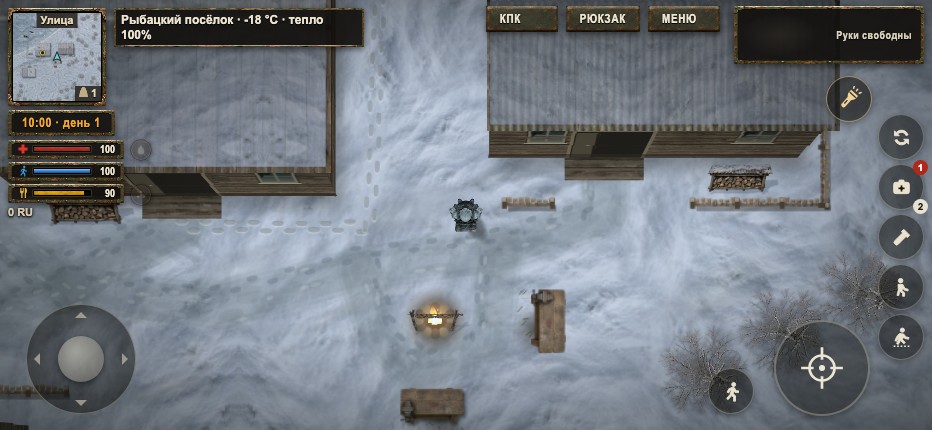 Улица
1
10:00 · день 1
100
100
90
0 RU
Рыбацкий посёлок · -18 °C · тепло
100%
КПК
РЮКЗАК
МЕНЮ
Руки свободны
1
2